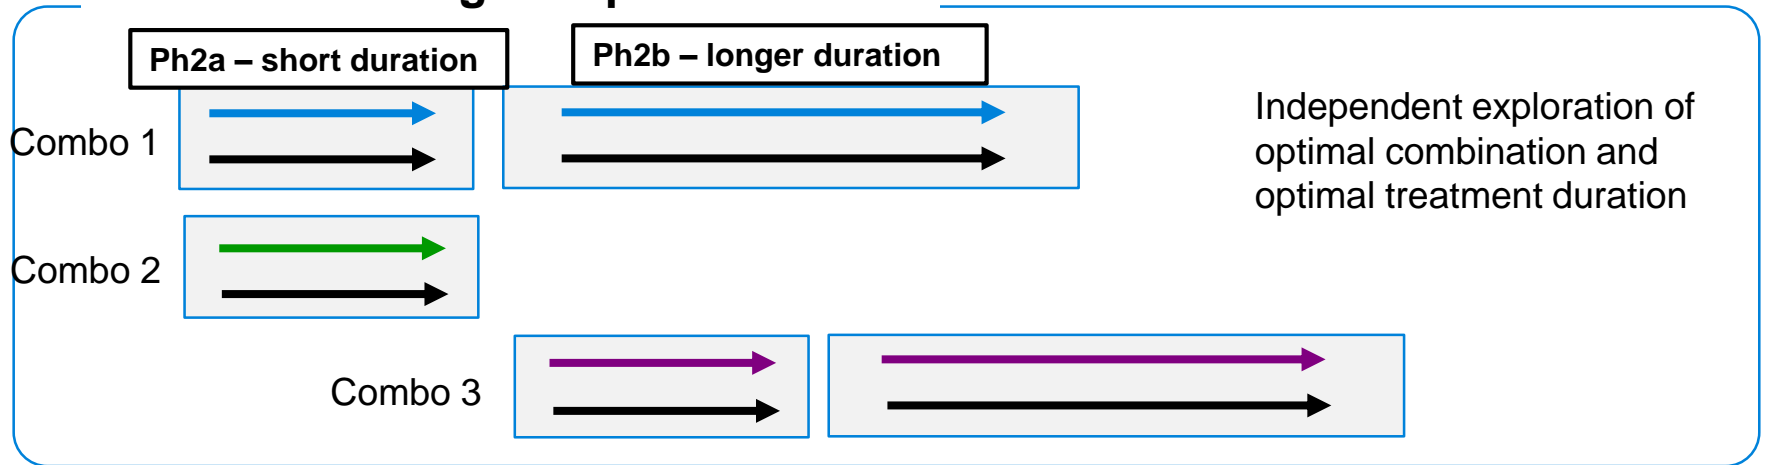 Ph2a – short duration
Ph2b – longer duration
Combo 1
Independent exploration of
optimal combination and
optimal treatment duration
Combo 2
Combo 3